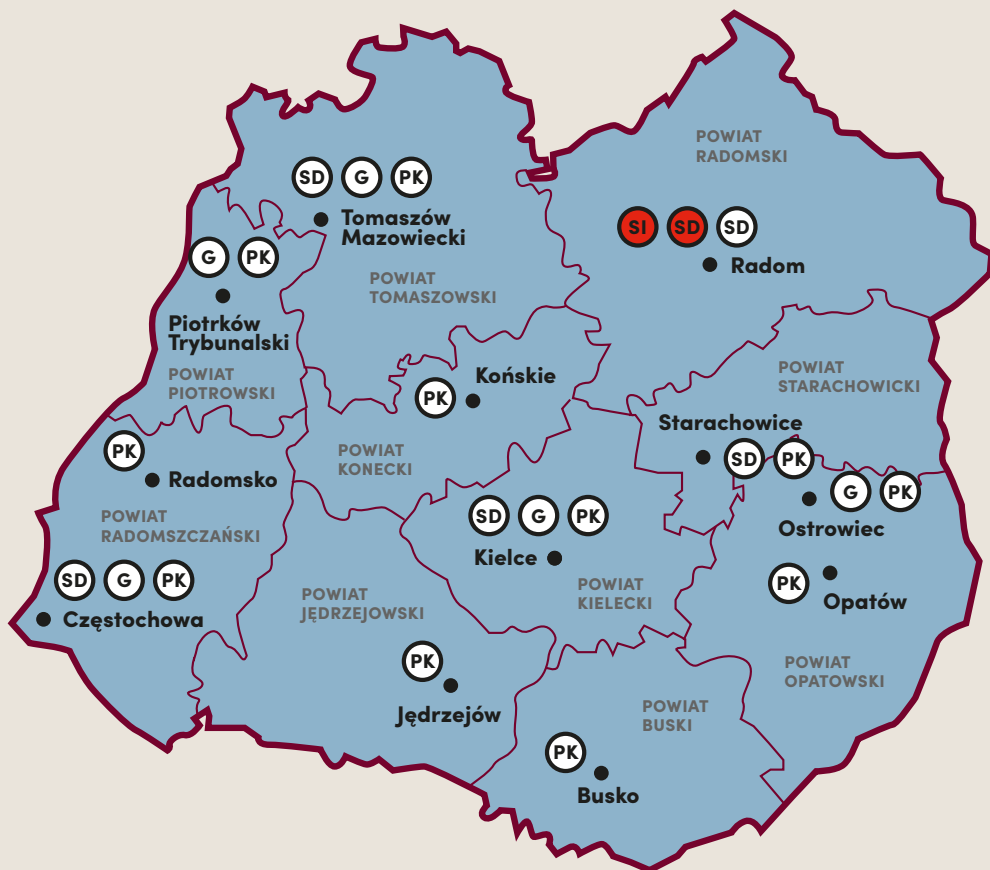 POWIAT
RADOMSKI
SD G PK
Tomaszów
Mazowiecki
SI SD SD
Radom
G PK
Piotrków
Trybunalski
POWIAT
TOMASZOWSKI
POWIAT
PIOTROWSKI
PK
Końskie
POWIAT
STARACHOWICKI
Starachowice
SD PK
PK
Radomsko
POWIAT
KONECKI
G PK
Ostrowiec
POWIAT
RADOMSZCZAŃSKI
SD G PK
Kielce
SD G PK
Częstochowa
POWIAT
JĘDRZEJOWSKI
POWIAT
KIELECKI
PK
Opatów
PK
Jędrzejów
POWIAT
OPATOWSKI
POWIAT
BUSKI
PK
Busko